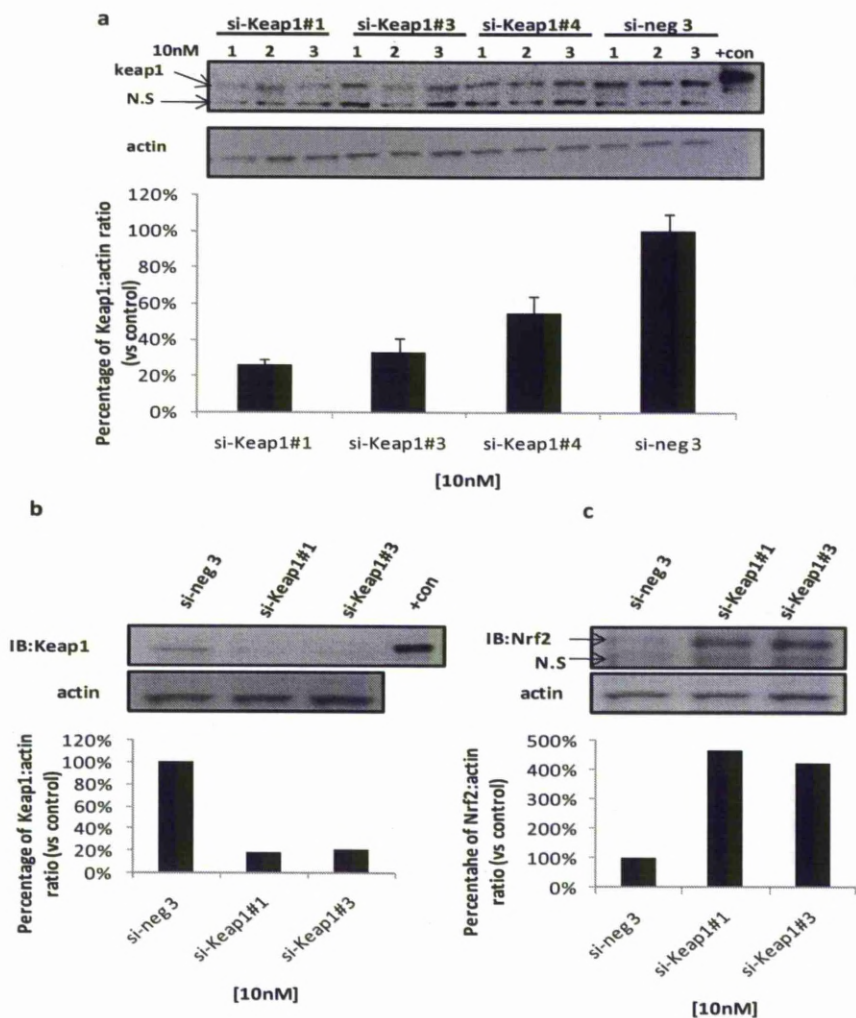 a
si-Keap1#1 si-Keap1#3 si-Keap1#4 si-neg 3
10nM 1 2 3 1 2 3 1 2 3 1 2 3 +con
keap1
N.S
actin
Percentage of Keap1:actin ratio
(vs control)
120%
100%
80%
60%
40%
20%
0%
si-Keap1#1 si-Keap1#3 si-Keap1#4 si-neg3
[10nM]
b
si-neg 3 si-Keap1#1 si-Keap1#3 +con
IB:Keap1
actin
Percentage of Keap1:actin
ratio (vs control)
120%
100%
80%
60%
40%
20%
0%
si-neg3 si-Keap1#1 si-Keap1#3
[10nM]
c
si-neg 3 si-Keap1#1 si-Keap1#3
IB:Nrf2
N.S
actin
Percentahe of Nrf2:actin
ratio (vs control)
500%
400%
300%
200%
100%
0%
si-neg3 si-Keap1#1 si-Keap1#3
[10nM]